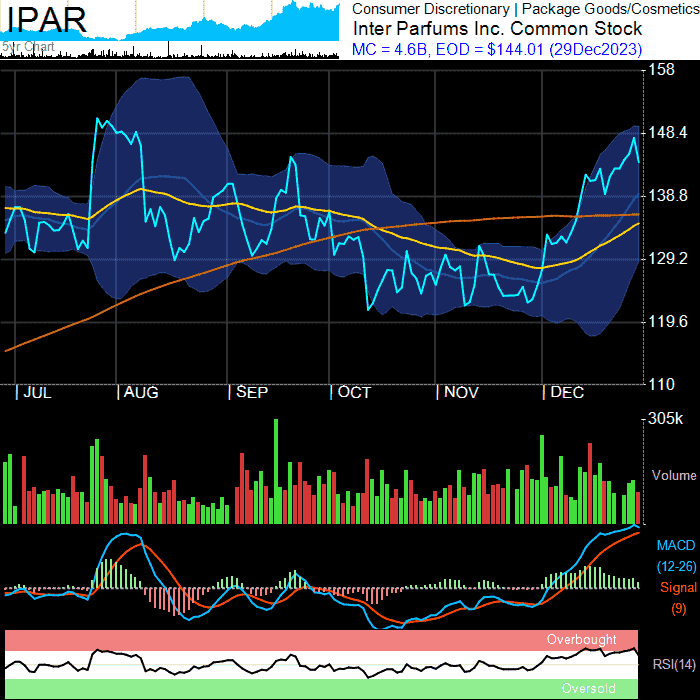 IPAR
5yr Chart
Consumer Discretionary | Package Goods/Cosmetics
Inter Parfums Inc. Common Stock
MC = 4.6B, EOD = $144.01 (29Dec2023)
158
148.4
138.8
129.2
119.6
110
| JUL | AUG | SEP | OCT | NOV | DEC
305k
Volume
MACD
(12-26)
Signal
(9)
Overbought
RSI(14)
Oversold